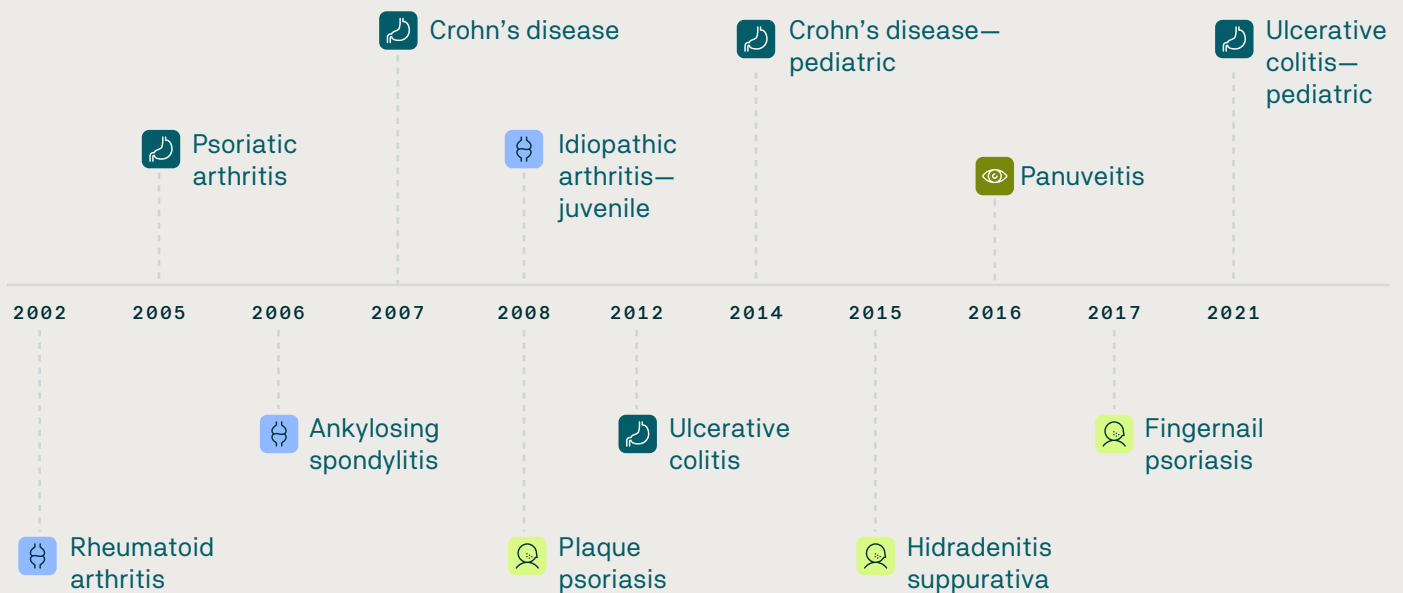 Crohn’s disease
Crohn’s disease—
pediatric
Ulcerative
colitis—
pediatric
Psoriatic
arthritis
Idiopathic
arthritis—
juvenile
Panuveitis
2002 2005 2006 2007 2008 2012 2014 2015 2016 2017 2021
Ankylosing
spondylitis
Ulcerative
colitis
Fingernail
psoriasis
Rheumatoid
arthritis
Plaque
psoriasis
Hidradenitis
suppurativa